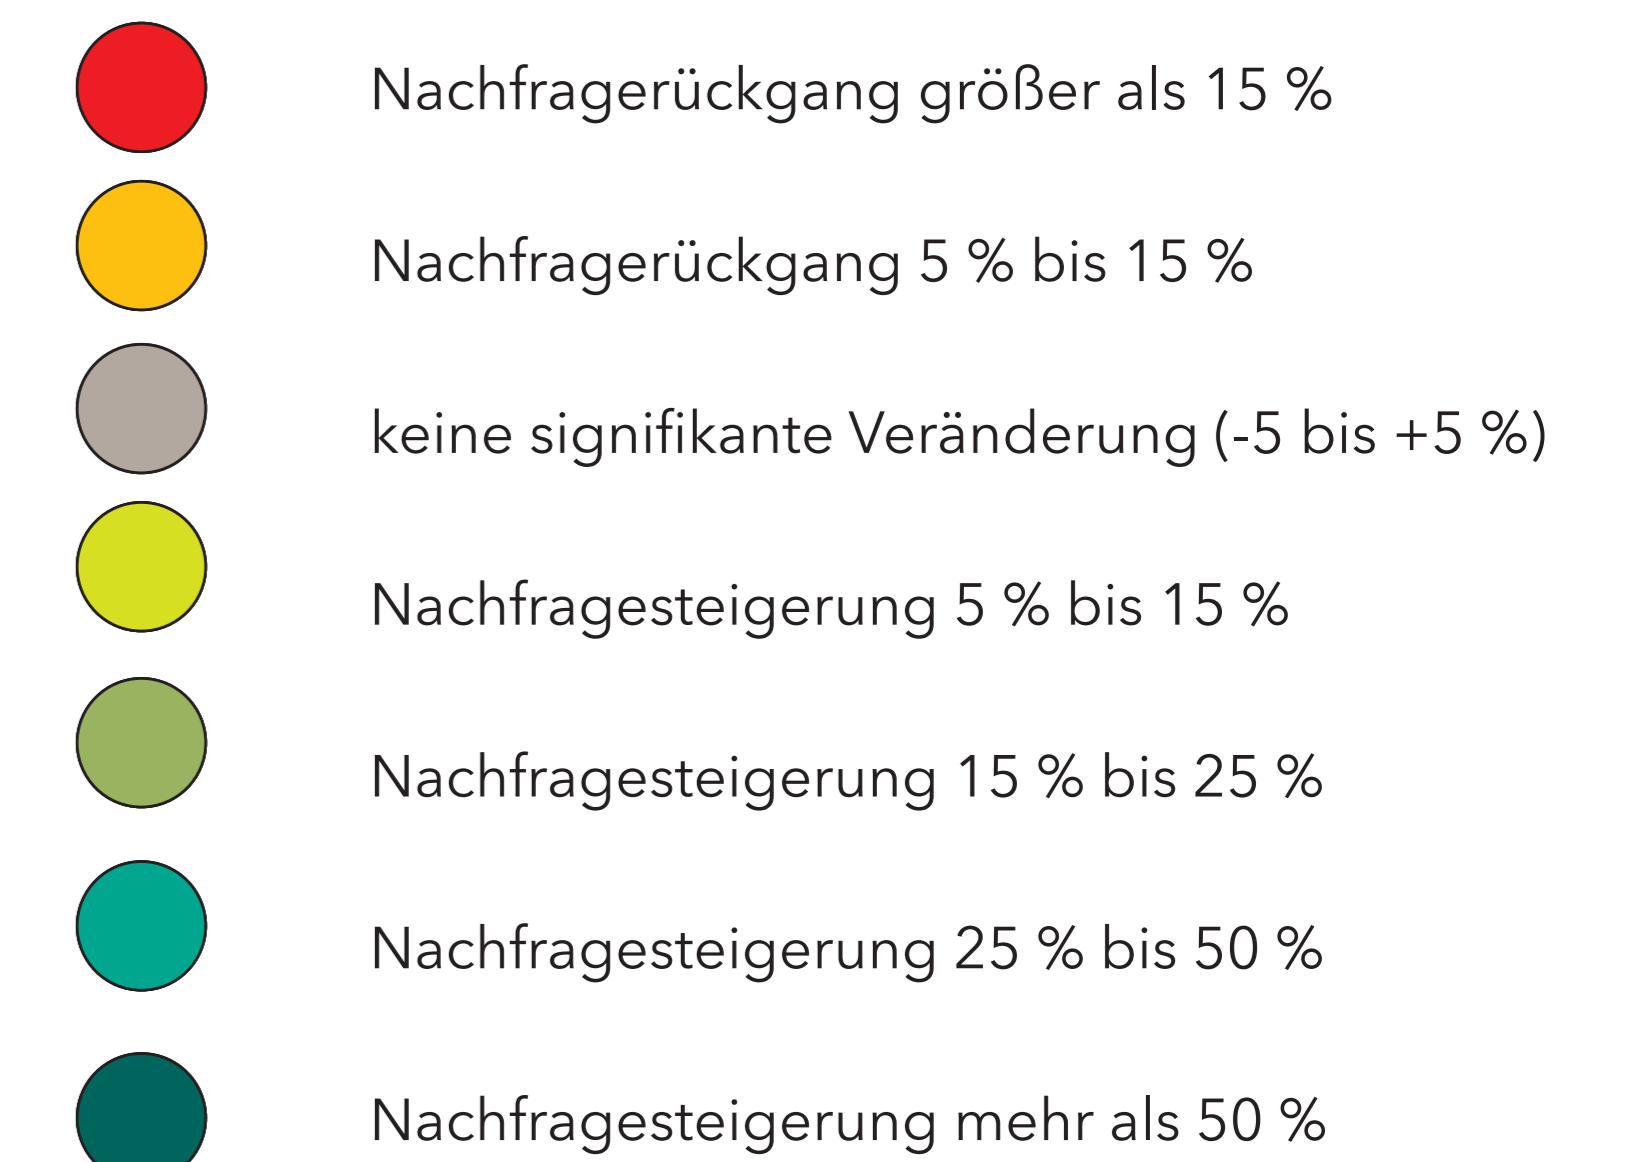 Nachfragerückgang größer als 15 %
Nachfragerückgang 5 % bis 15 %
keine signifikante Veränderung (-5 bis +5 %)
Nachfragesteigerung 5 % bis 15 %
Nachfragesteigerung 15 % bis 25 %
Nachfragesteigerung 25 % bis 50 %
Nachfragesteigerung mehr als 50 %